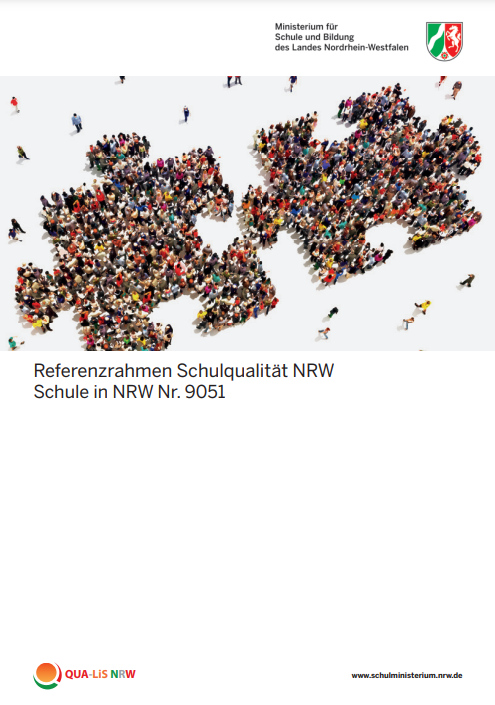 Ministerium für
Schule und Bildung
des Landes Nordrhein-Westfalen
Referenzrahmen Schulqualität NRW
Schule in NRW Nr. 9051
QUA-LiS NRW
www.schulministerium.nrw.de